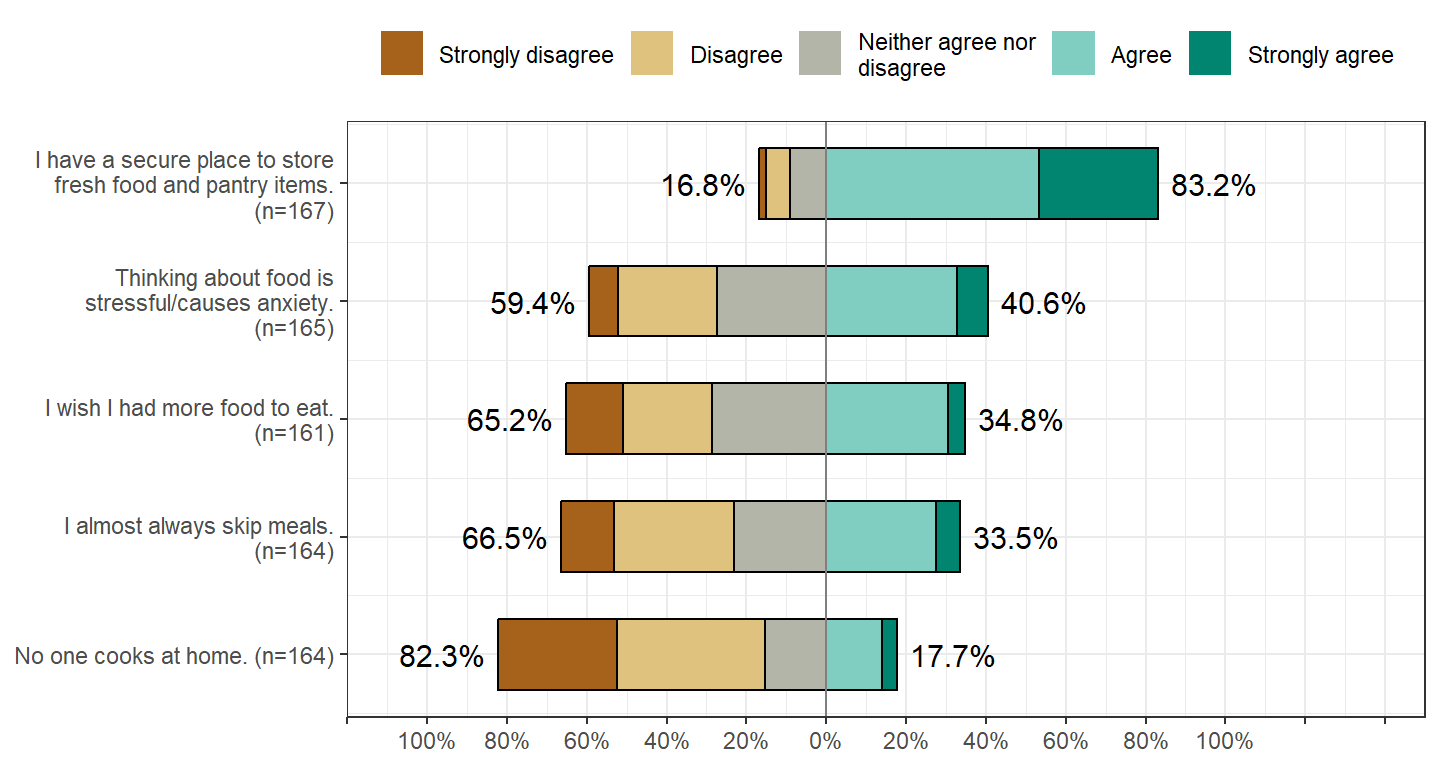 Strongly disagree
Disagree
Neither agree nor
disagree
Agree
Strongly agree
I have a secure place to store
fresh food and pantry items.
(n=167)
16.8%
83.2%
Thinking about food is
stressful/causes anxiety.
(n=165)
59.4%
40.6%
I wish I had more food to eat.
(n=161)
65.2%
34.8%
I almost always skip meals.
(n=164)
66.5%
33.5%
No one cooks at home. (n=164)
82.3%
17.7%
100% 80% 60% 40% 20% 0% 20% 40% 60% 80% 100%